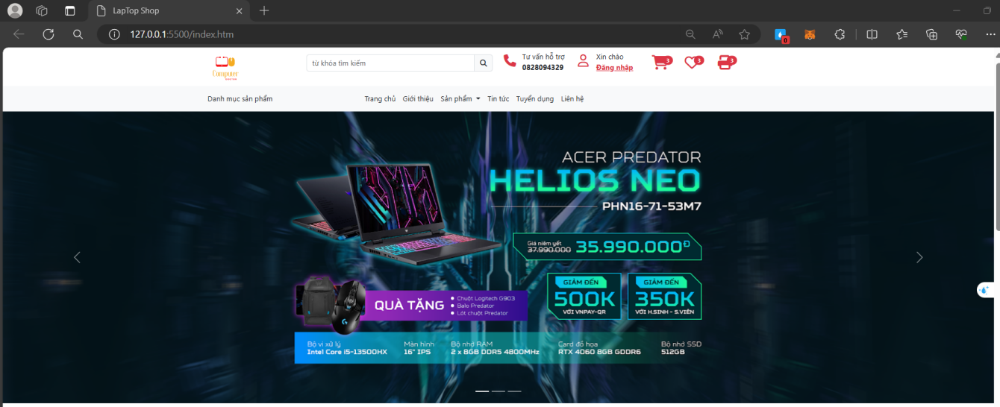 LapTop Shop
127.0.0.1:5500/index.htm
0
Computer
từ khóa tìm kiếm
Tư vấn hỗ trợ
0828094329
Xin chào
Đăng nhập
3
3
3
Danh mục sản phẩm
Trang chủ Giới thiệu Sản phẩm Tin tức Tuyển dụng Liên hệ
ACER PREDATOR
HELIOS NEO
PHN16-71-53M7
Giá niêm yết
37.990.000
35.990.000Đ
GIẢM ĐẾN
500K
VỚI VNPAY-QR
GIẢM ĐẾN
350K
VỚI H.SINH - S.VIÊN
QUÀ TẶNG
Chuột Logitech G903
Balo Predator
Lót chuột Predator
Bộ vi xử lý
Intel Core i5-13500HX
Màn hình
16" IPS
Bộ nhớ RAM
2 x 8GB DDR5 4800MHz
Card đồ họa
RTX 4060 8GB GDDR6
Bộ nhớ SSD
512GB